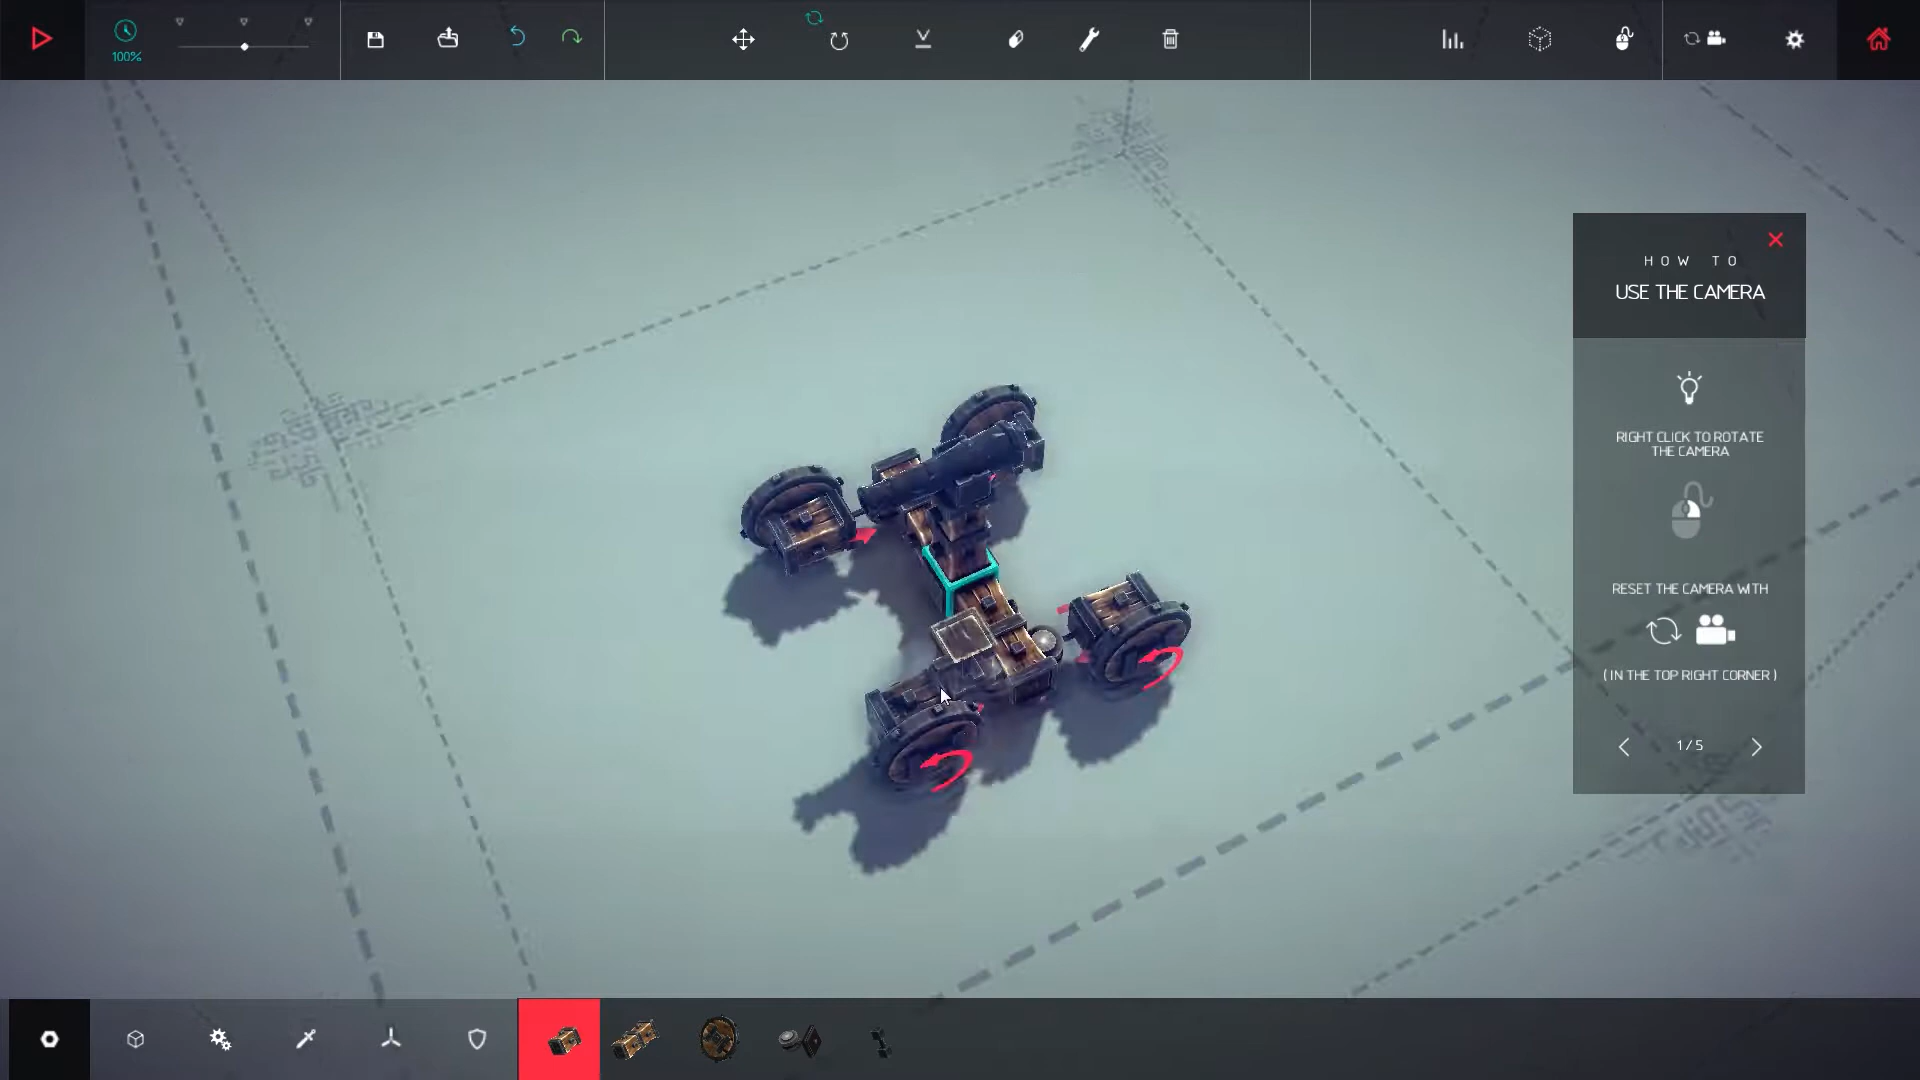 100%
HOW TO
USE THE CAMERA
RIGHT CLICK TO ROTATE
THE CAMERA
RESET THE CAMERA WITH
( IN THE TOP RIGHT CORNER )
1/5